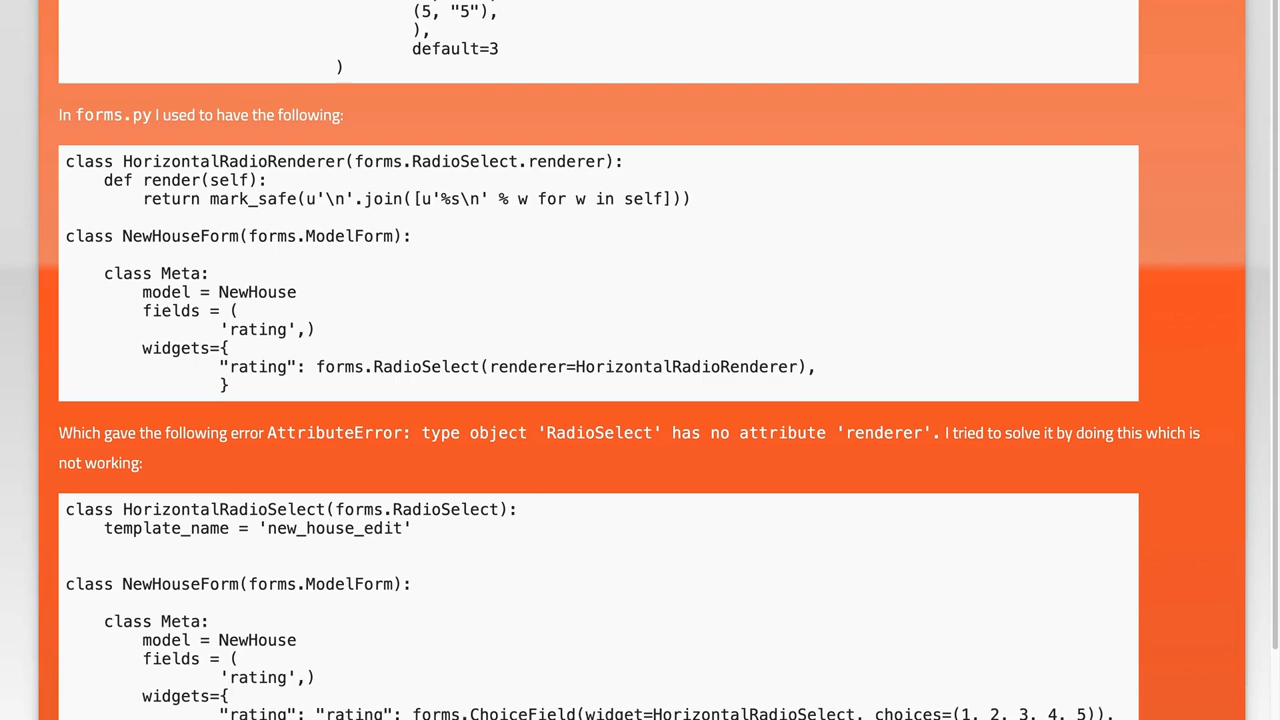 (5, "5"),
),
default=3
)
In forms.py I used to have the following:
class HorizontalRadioRenderer(forms.RadioSelect.renderer):
def render(self):
return mark_safe(u'\n'.join([u'%s\n' % w for w in self]))
class NewHouseForm(forms.ModelForm):
class Meta:
model = NewHouse
fields = (
'rating',)
widgets={
"rating": forms.RadioSelect(renderer=HorizontalRadioRenderer),
}
Which gave the following error AttributeError: type object 'RadioSelect' has no attribute 'renderer'. I tried to solve it by doing this which is
not working:
class HorizontalRadioSelect(forms.RadioSelect):
template_name = 'new_house_edit'
class NewHouseForm(forms.ModelForm):
class Meta:
model = NewHouse
fields = (
'rating',)
widgets={
"rating": "rating": forms.ChoiceField(widget=HorizontalRadioSelect, choices=(1, 2, 3, 4, 5)),